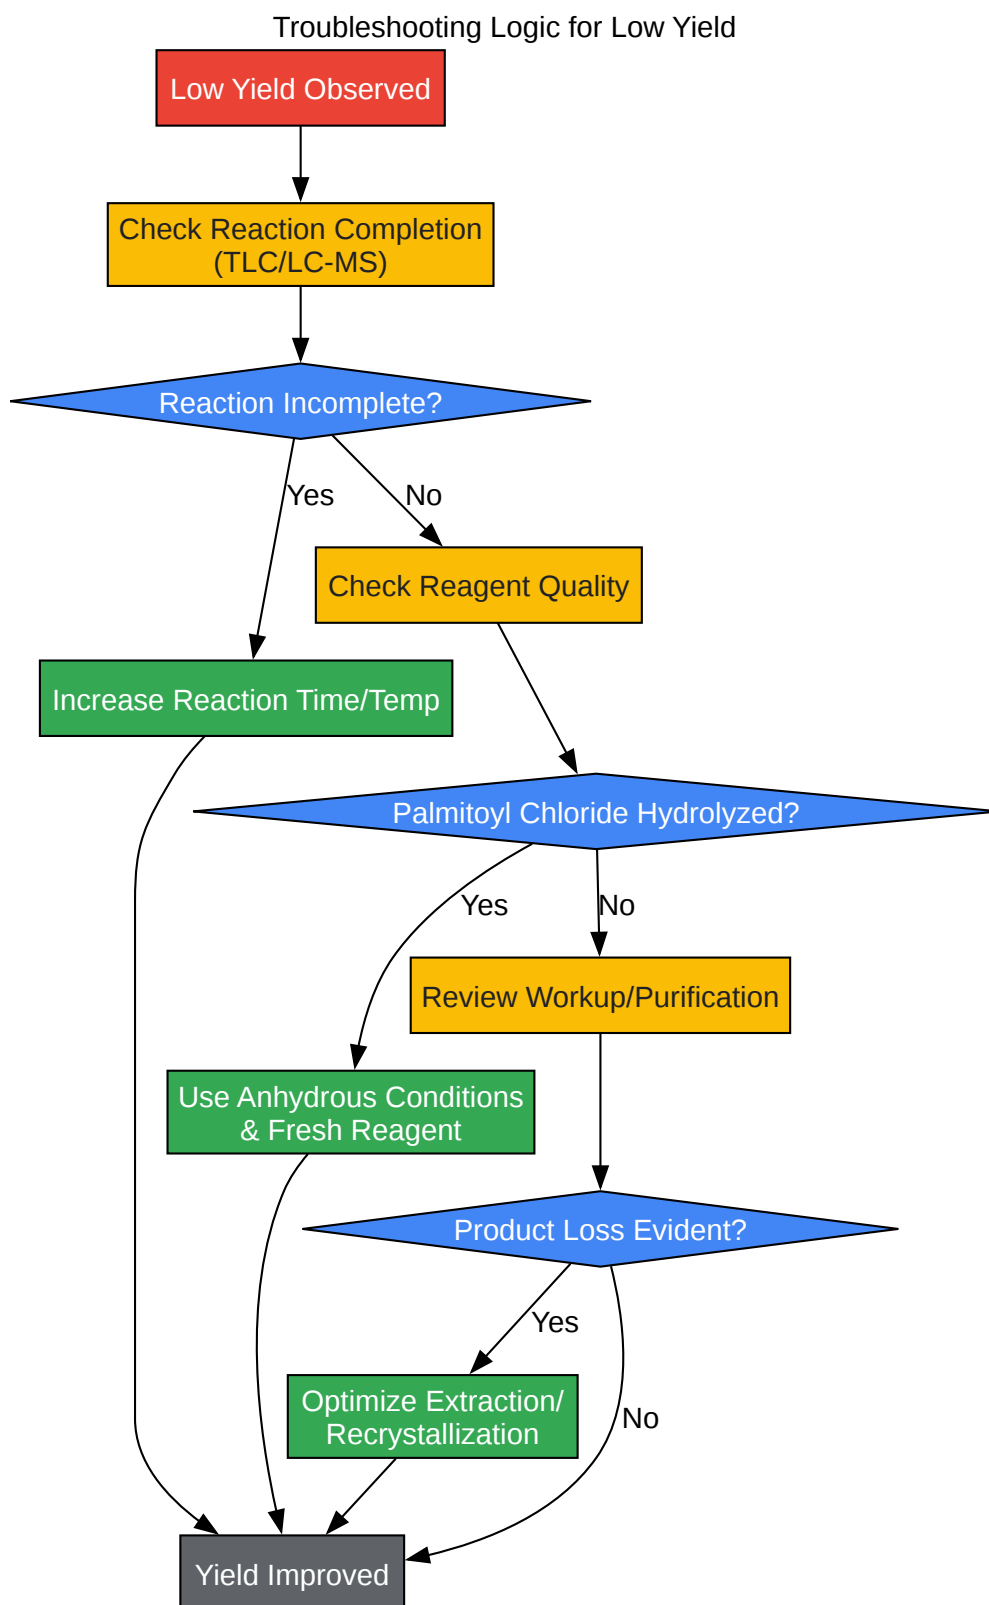 Troubleshooting Logic for Low Yield
Low Yield Observed
Check Reaction Completion
(TLC/LC-MS)
Reaction Incomplete?
Yes
No
Check Reagent Quality
Increase Reaction Time/Temp
Palmitoyl Chloride Hydrolyzed?
Yes
No
Review Workup/Purification
Use Anhydrous Conditions
& Fresh Reagent
Product Loss Evident?
Yes
Optimize Extraction/
Recrystallization
No
Yield Improved